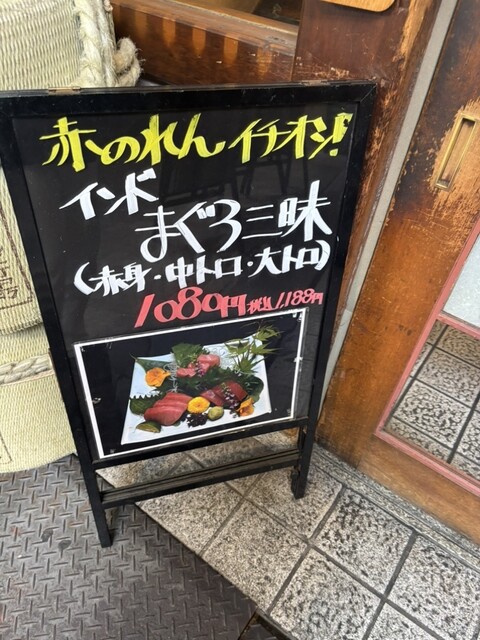 赤のれん イチオシ!
インド
まぐろ三昧
(赤身・中トロ・大トロ)
1080円 税込1,188円